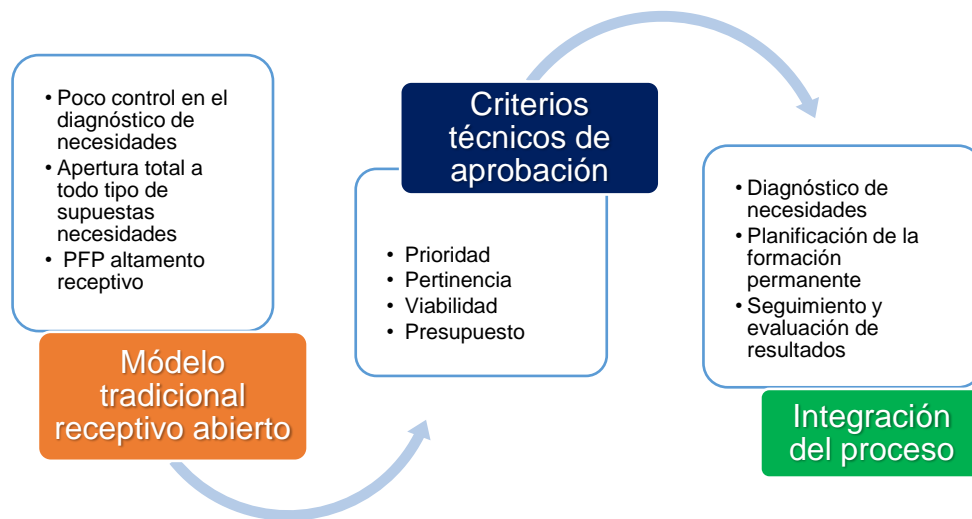 • Poco control en el
diagnóstico de
necesidades
• Apertura total a
todo tipo de
supuestas
necesidades
• PFP altamento
receptivo
Módelo
tradicional
receptivo abierto
Criterios
técnicos de
aprobación
• Prioridad
• Pertinencia
• Viabilidad
• Presupuesto
• Diagnóstico de
necesidades
• Planificación de la
formación
permanente
• Seguimiento y
evaluación de
resultados
Integración
del proceso